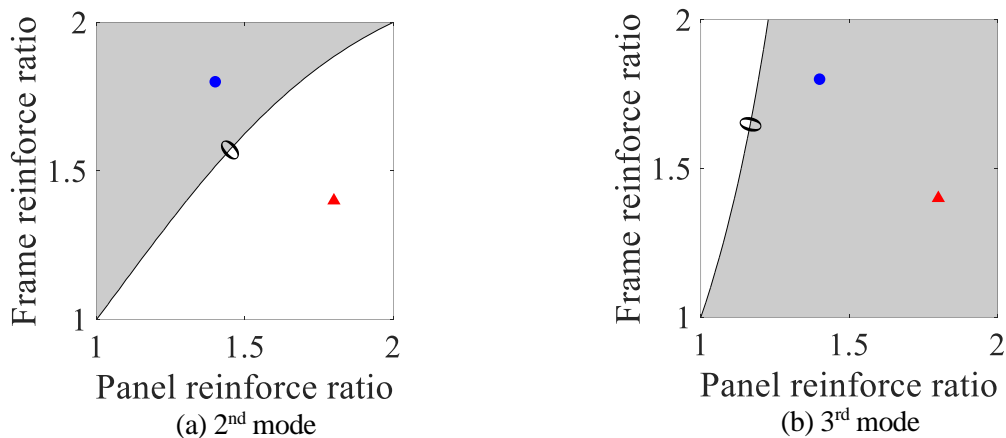 2
1.5
1
Frame reinforce ratio
0
1
1.5
2
Panel reinforce ratio
(a) 2nd mode
2
1.5
1
Frame reinforce ratio
0
1
1.5
2
Panel reinforce ratio
(b) 3rd mode